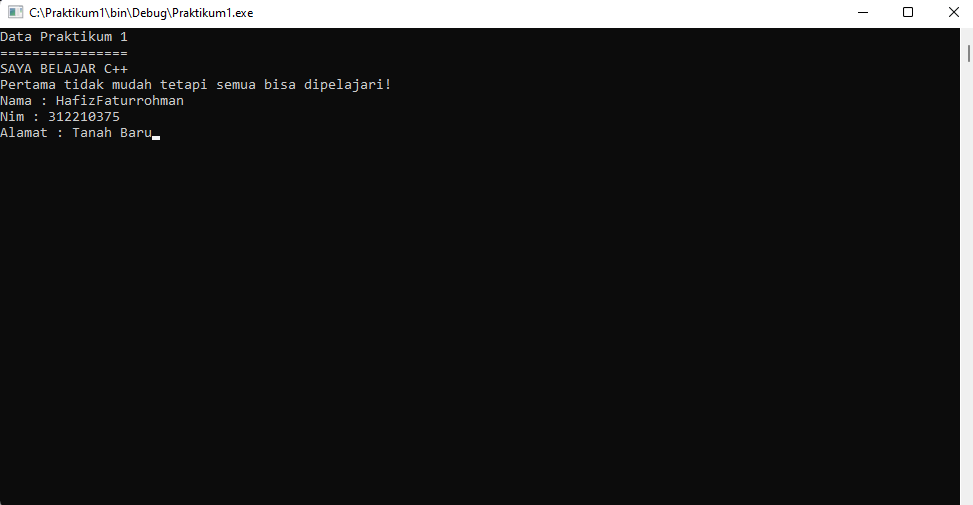 C:\Praktikum1\bin\Debug\Praktikum1.exe
Data Praktikum 1
================
SAYA BELAJAR C++
Pertama tidak mudah tetapi semua bisa dipelajari!
Nama : HafizFaturrohman
Nim : 312210375
Alamat : Tanah Baru